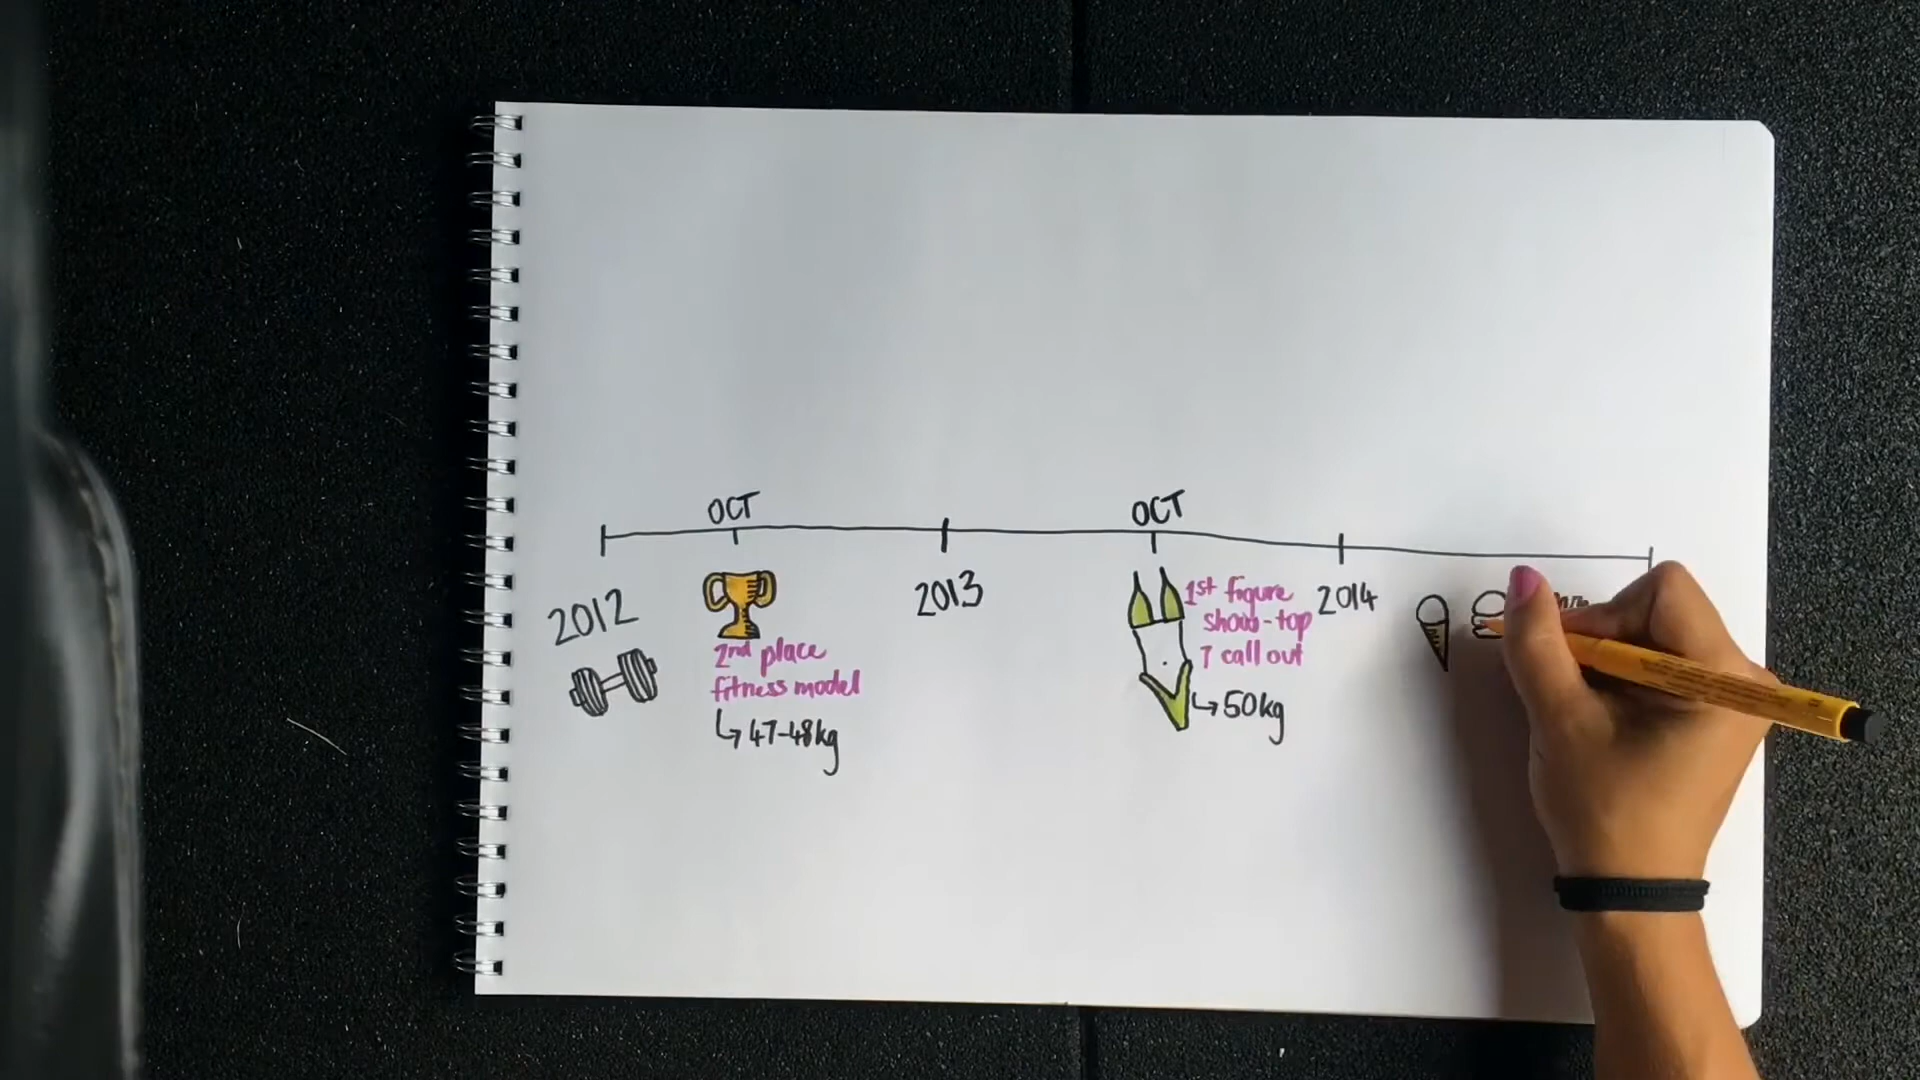 OCT
OCT
2012
2013
2014
2nd place
fitness model
↳ 47-48kg
1st figure
show-top
7 call out
↳ 50kg